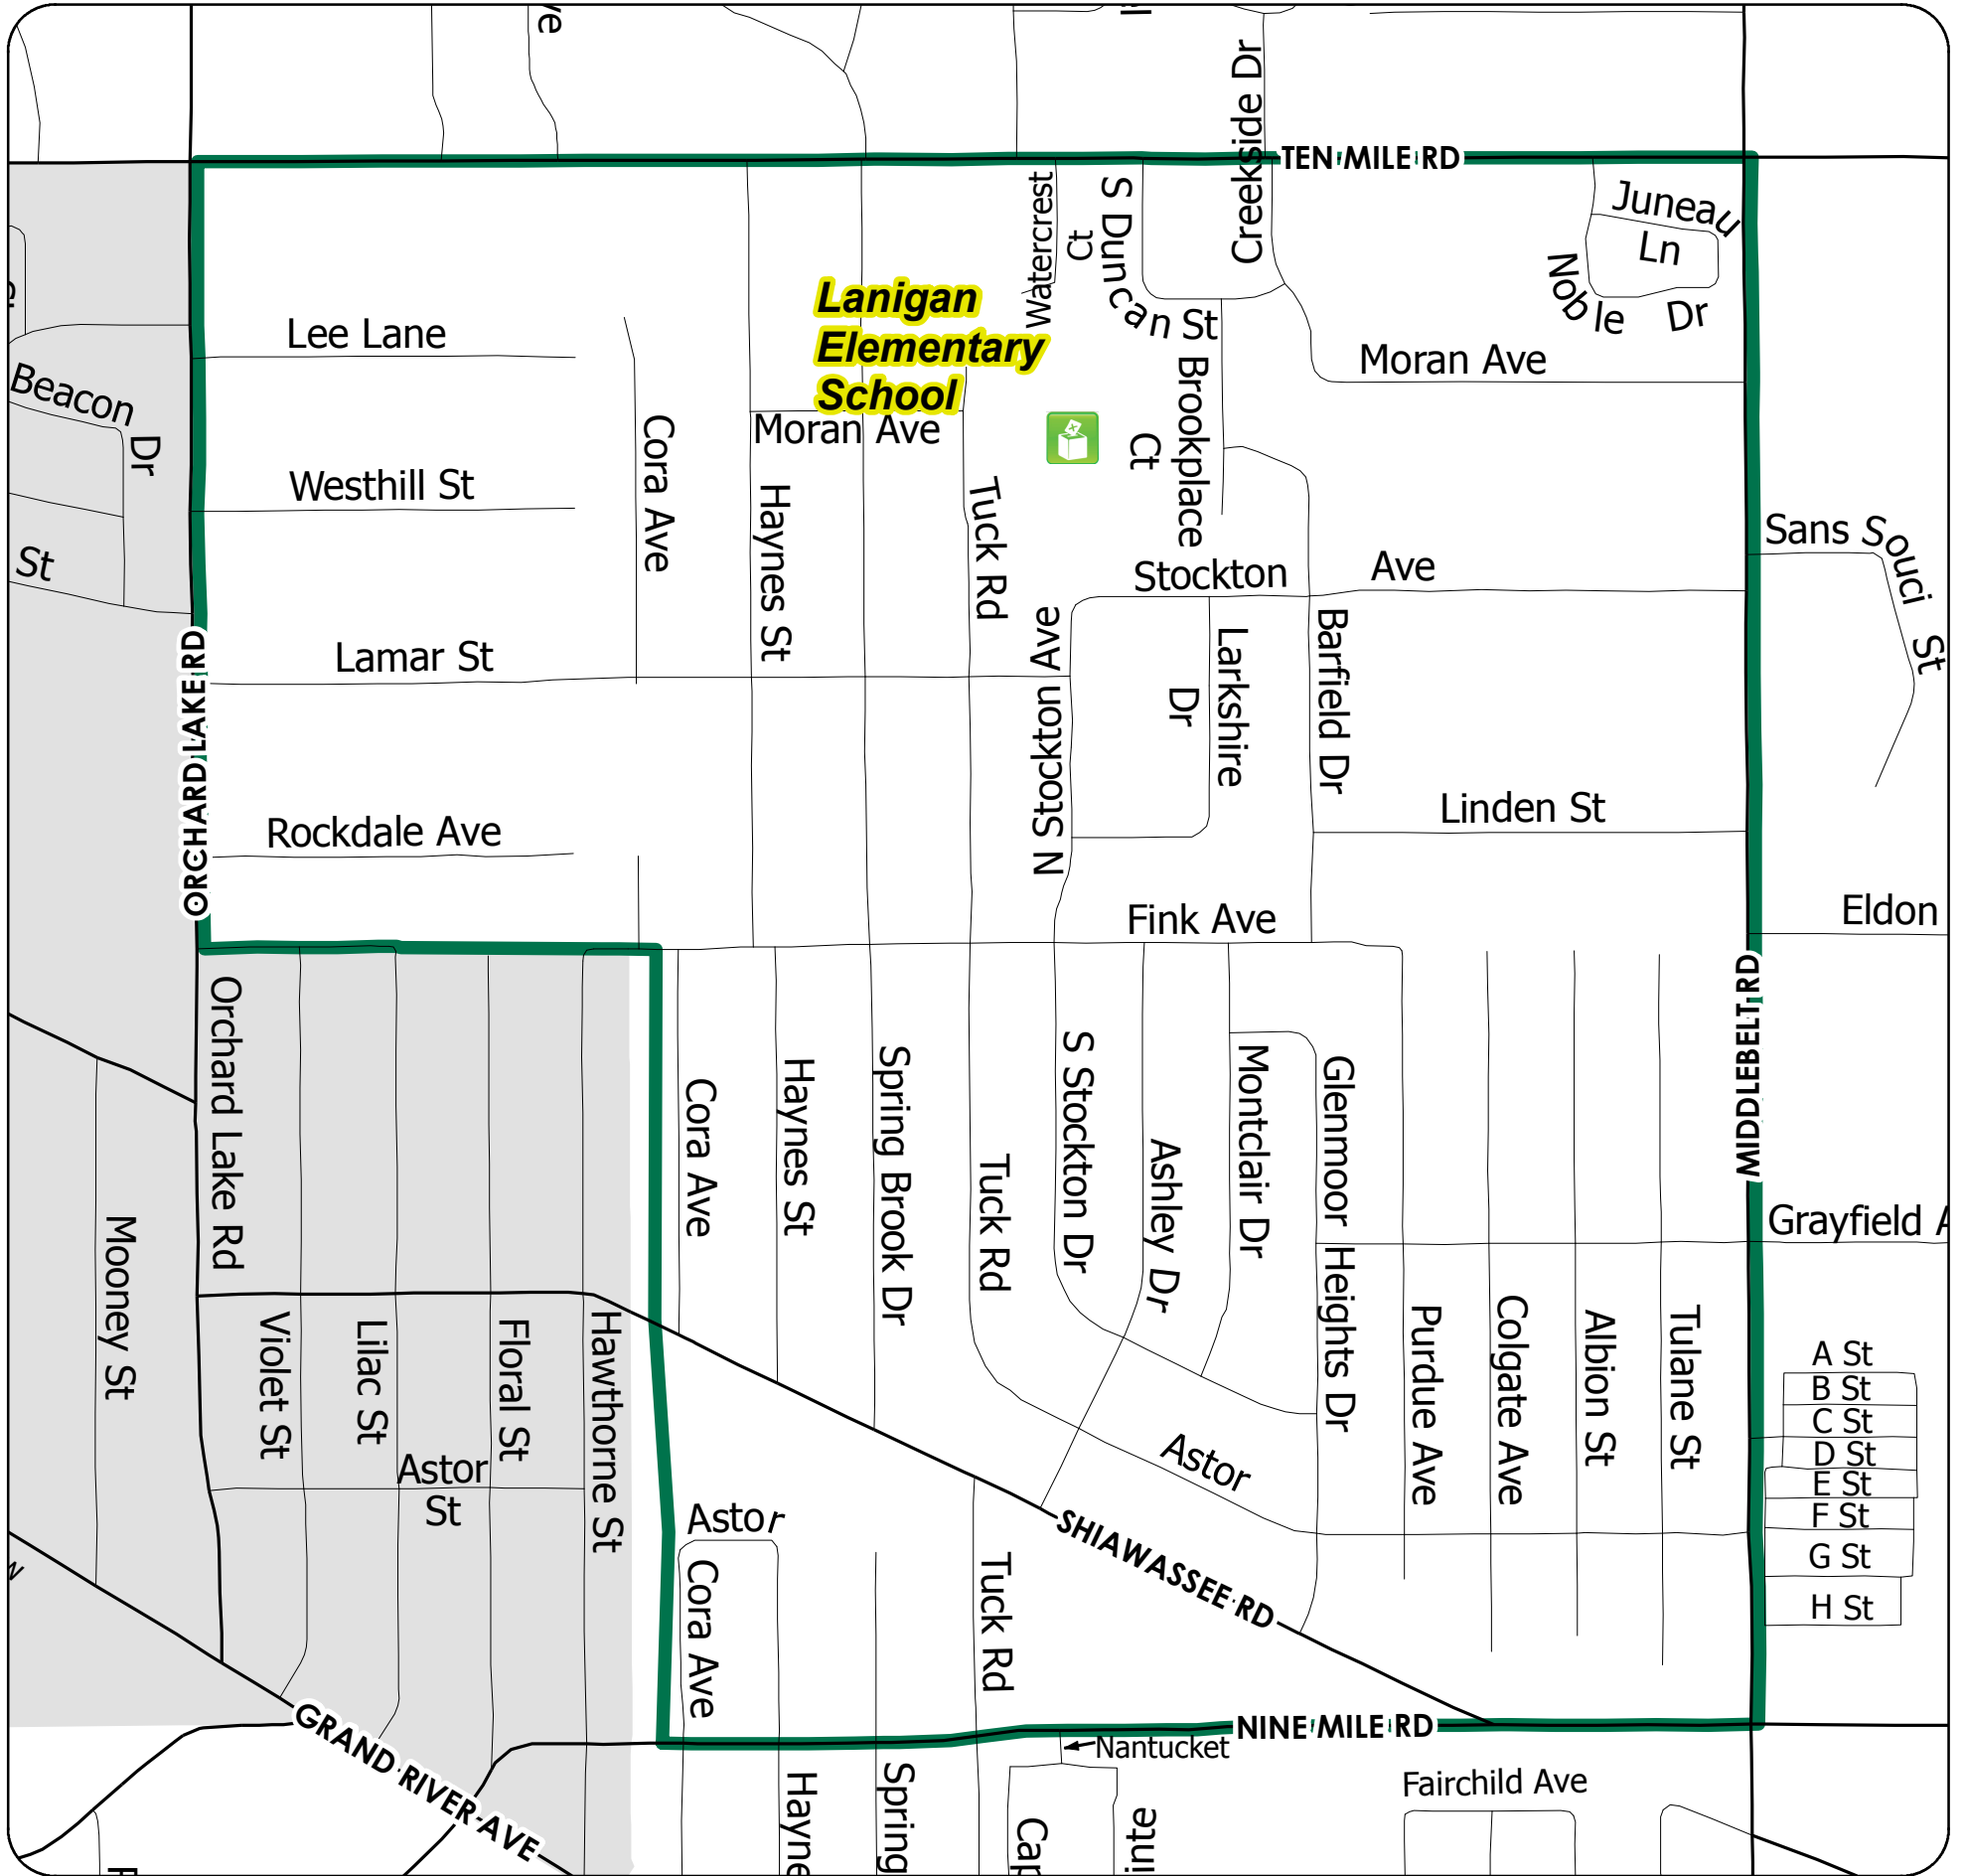 Creekside Dr
TEN MILE RD
Watercrest
Ct
S Duncan St
Juneau
Ln
Noble Dr
Lanigan
Elementary
School
Lee Lane
Moran Ave
Beacon
Dr
Cora Ave
Moran Ave
Brookplace
Ct
Westhill St
Haynes St
Tuck Rd
Sans Souci St
St
Stockton Ave
N Stockton Ave
Larkshire
Dr
Barfield Dr
ORCHARD LAKE RD
Lamar St
Linden St
Rockdale Ave
Fink Ave
Eldon
MIDDLEBELT RD
Orchard Lake Rd
Cora Ave
Haynes St
Spring Brook Dr
Tuck Rd
S Stockton Dr
Ashley Dr
Montclair Dr
Glenmoor Heights Dr
Grayfield
Mooney St
Violet St
Lilac St
Floral St
Hawthorne St
Purdue Ave
Colgate Ave
Albion St
Tulane St
A St
B St
C St
D St
E St
F St
G St
H St
Astor
St
Astor
Astor
SHIAWASSEE RD
Cora Ave
Tuck Rd
GRAND RIVER AVE
NINE MILE RD
Nantucket
Fairchild Ave
Hayne
Spring
Cap